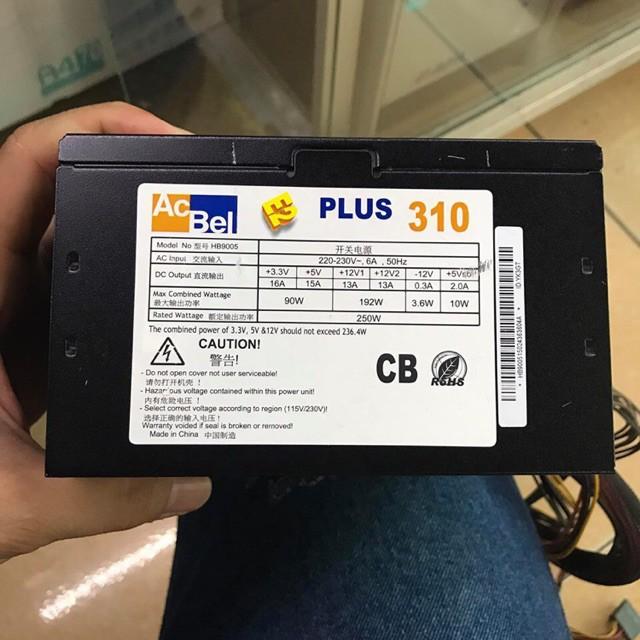 AcBel E2 PLUS 310
Model No 型号 HB9005 开关电源
AC Input 交流输入 220-230V~, 6A , 50Hz
DC Output 直流输出 +3.3V +5V +12V1 +12V2 -12V +5Vsb
16A 15A 13A 13A 0.3A 2.0A
Max Combined Wattage
最大输出功率 90W 192W 3.6W 10W
Rated Wattage 额定输出功率 250W
The combined power of 3.3V, 5V &12V should not exceed 236.4W
CAUTION!
警告!
CB
RoHS
- Do not open cover not user serviceable!
请勿打开机壳 !
- Hazardous voltage contained within this power unit!
内有危险电压 !
- Select correct voltage according to region (115V/230V)!
选择正确的输入电压 !
Warranty voided if seal is broken or removed!
Made in China 中国制造